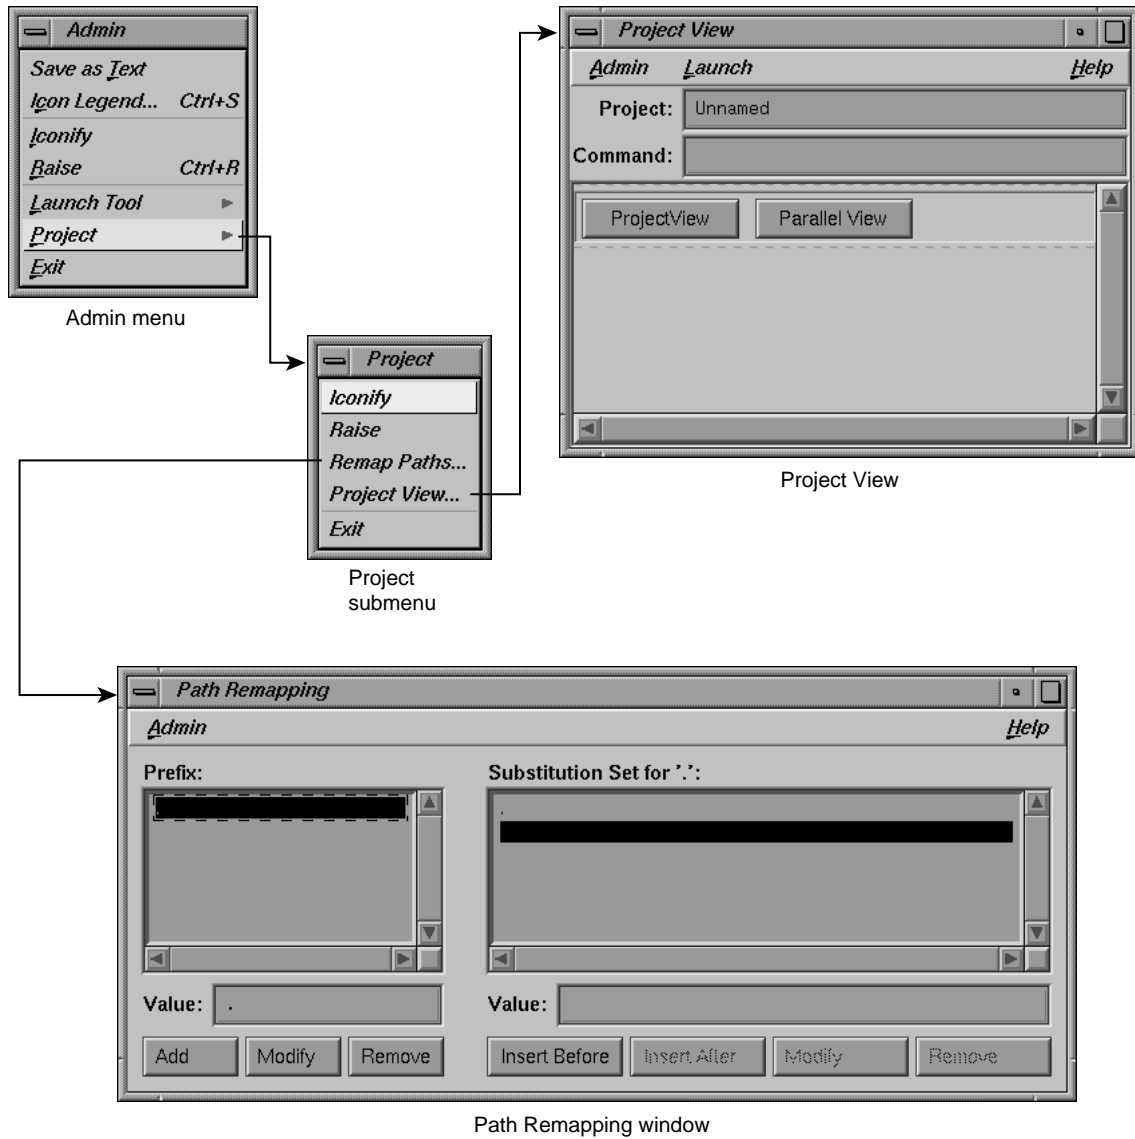 Admin
Save as Text
Icon Legend... Ctrl+S
Iconify
Raise Ctrl+R
Launch Tool
Project
Exit
Admin menu
Project View
Admin Launch Help
Project: Unnamed
Command:
ProjectView Parallel View
Project View
Project
Iconify
Raise
Remap Paths...
Project View...
Exit
Project
submenu
Path Remapping
Admin Help
Prefix: Substitution Set for '.':
.
Value: . Value:
Add Modify Remove Insert Before Insert After Modify Remove
Path Remapping window